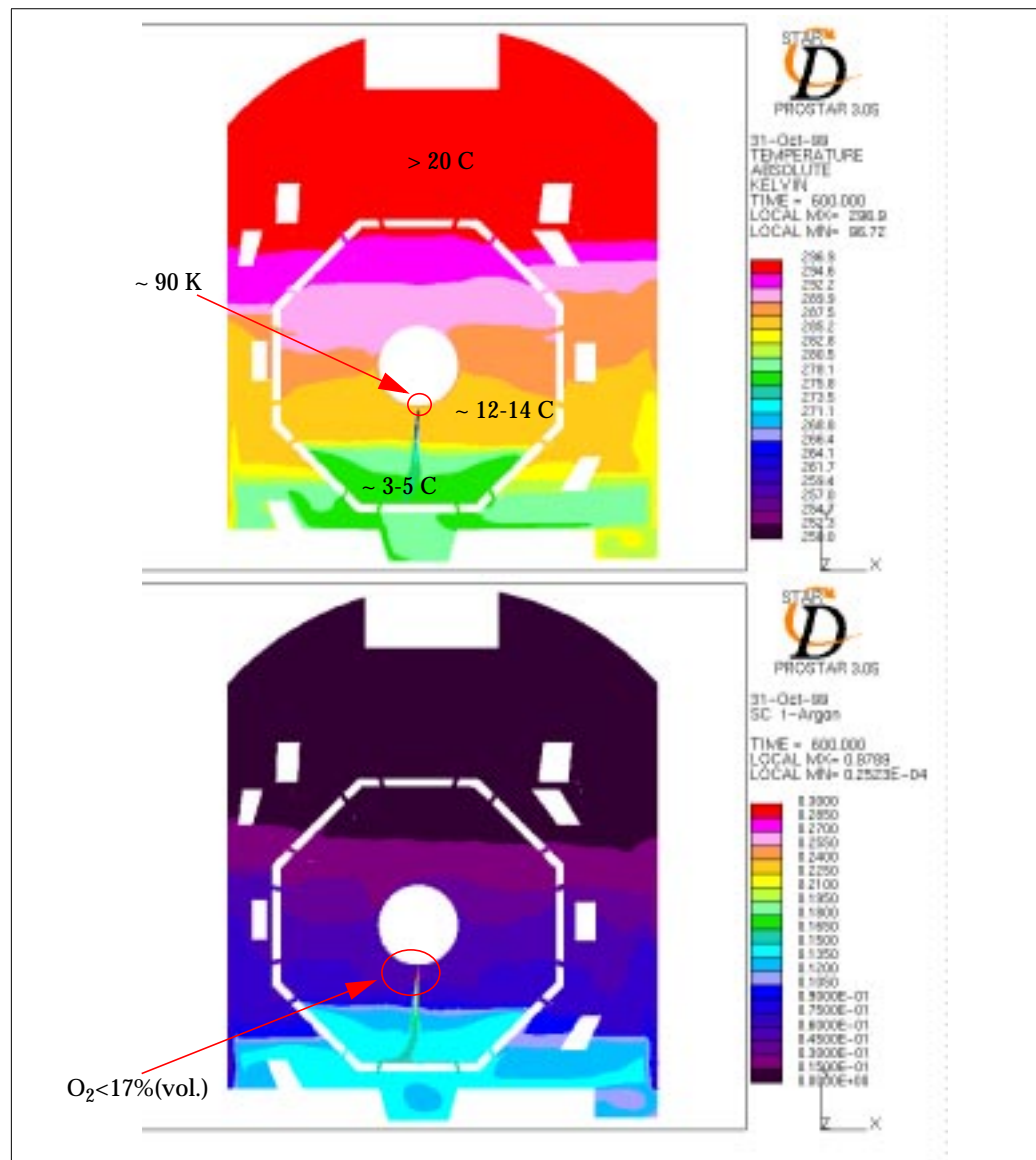 > 20 C
~ 90 K
~ 12-14 C
~ 3-5 C
STAR
CD
PROSTAR 3.05
31-Oct-99
TEMPERATURE
ABSOLUTE
KELVIN
TIME = 600.000
LOCAL MX= 296.9
LOCAL MN= 96.72
296.9
294.6
292.2
289.9
287.5
285.2
282.8
280.5
278.1
275.8
273.5
271.1
268.8
266.4
264.1
261.7
259.4
257.0
254.7
252.3
250.0
Z X
STAR
CD
PROSTAR 3.05
31-Oct-99
SC 1-Argon
TIME = 600.000
LOCAL MX= 0.8789
LOCAL MN= 0.2523E-04
0.3000
0.2850
0.2700
0.2550
0.2400
0.2250
0.2100
0.1950
0.1800
0.1650
0.1500
0.1350
0.1200
0.1050
0.9000E-01
0.7500E-01
0.6000E-01
0.4500E-01
0.3000E-01
0.1500E-01
0.0000E+00
Z X
O₂<17%(vol.)